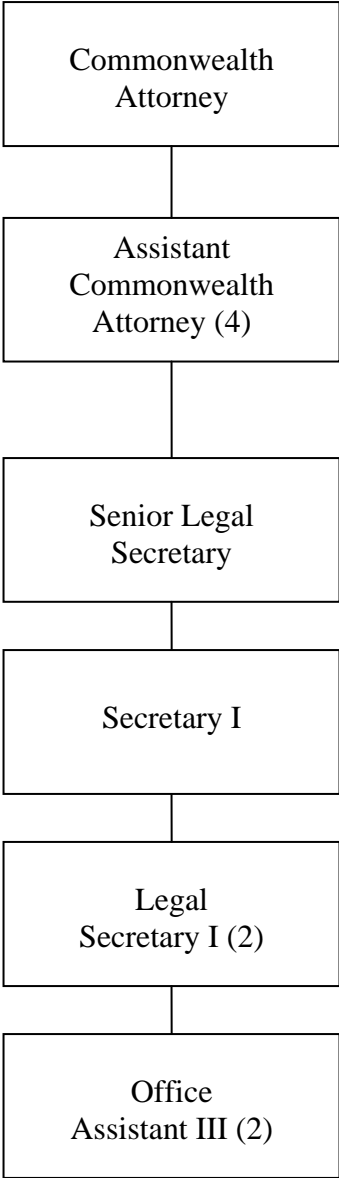 Commonwealth
Attorney
Assistant
Commonwealth
Attorney (4)
Senior Legal
Secretary
Secretary I
Legal
Secretary I (2)
Office
Assistant III (2)